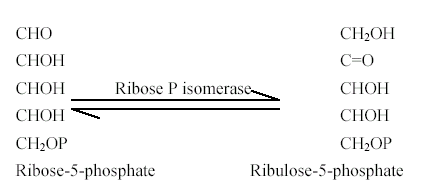 CHO CH₂OH
CHOH C=O
CHOH Ribose P isomerase CHOH
CHOH CHOH
CH₂OP CH₂OP
Ribose-5-phosphate Ribulose-5-phosphate